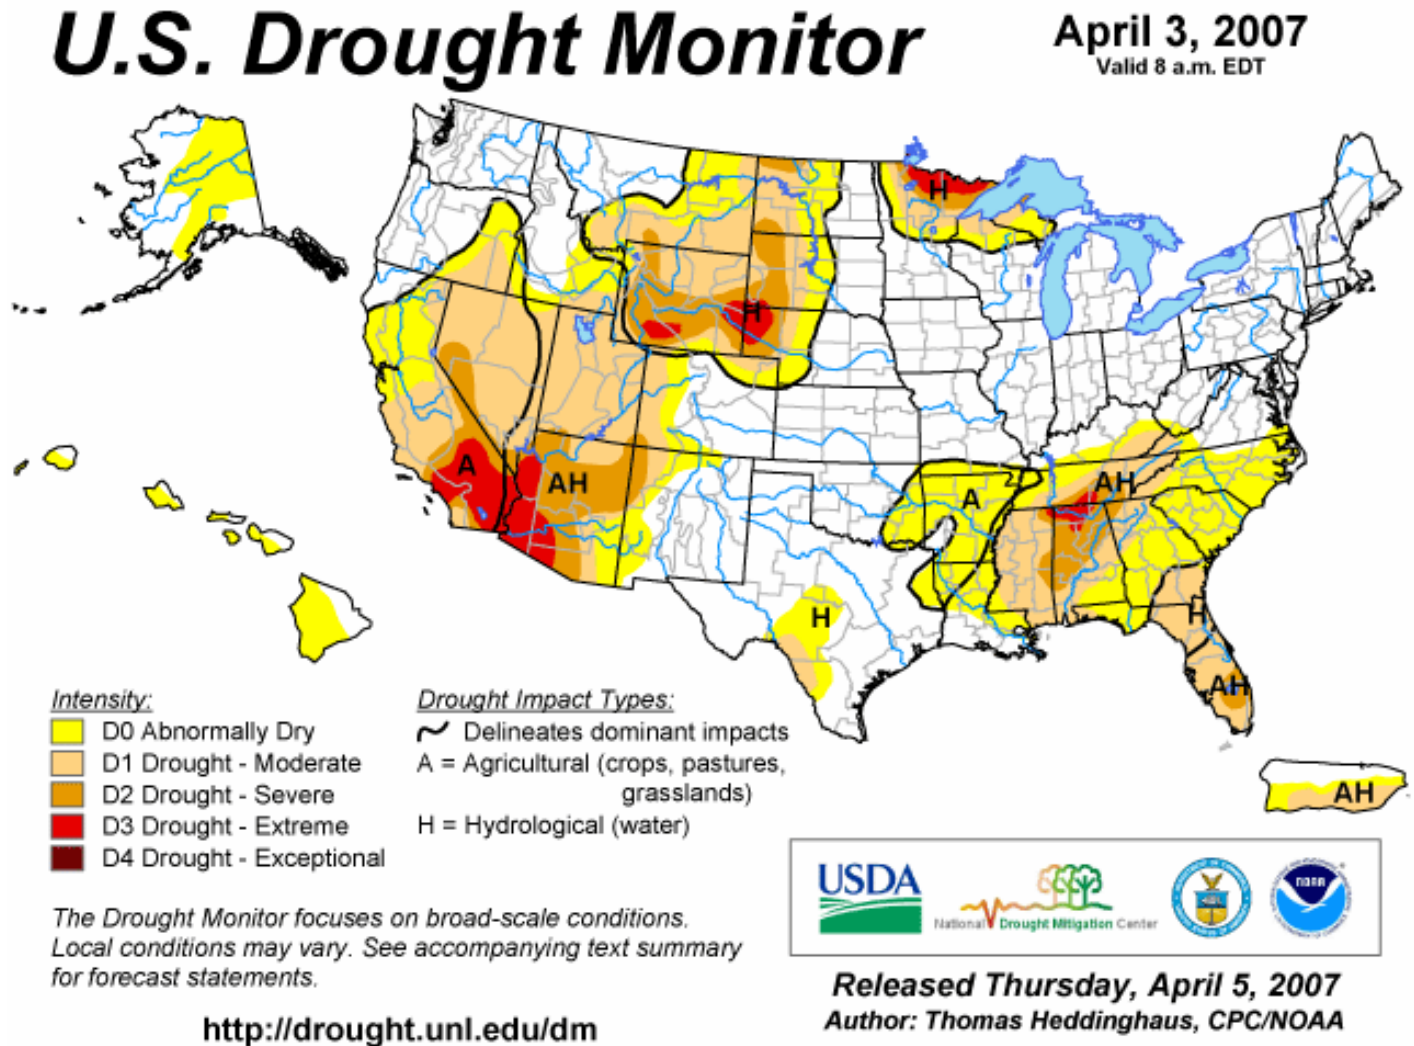 U.S. Drought Monitor
April 3, 2007
Valid 8 a.m. EDT
H
H
A
AH
A
AH
H
H
AH
AH
Intensity:
D0 Abnormally Dry
D1 Drought - Moderate
D2 Drought - Severe
D3 Drought - Extreme
D4 Drought - Exceptional
Drought Impact Types:
Delineates dominant impacts
A = Agricultural (crops, pastures,
grasslands)
H = Hydrological (water)
The Drought Monitor focuses on broad-scale conditions.
Local conditions may vary. See accompanying text summary
for forecast statements.
http://drought.unl.edu/dm
USDA
National Drought Mitigation Center
NOAA
Released Thursday, April 5, 2007
Author: Thomas Heddinghaus, CPC/NOAA